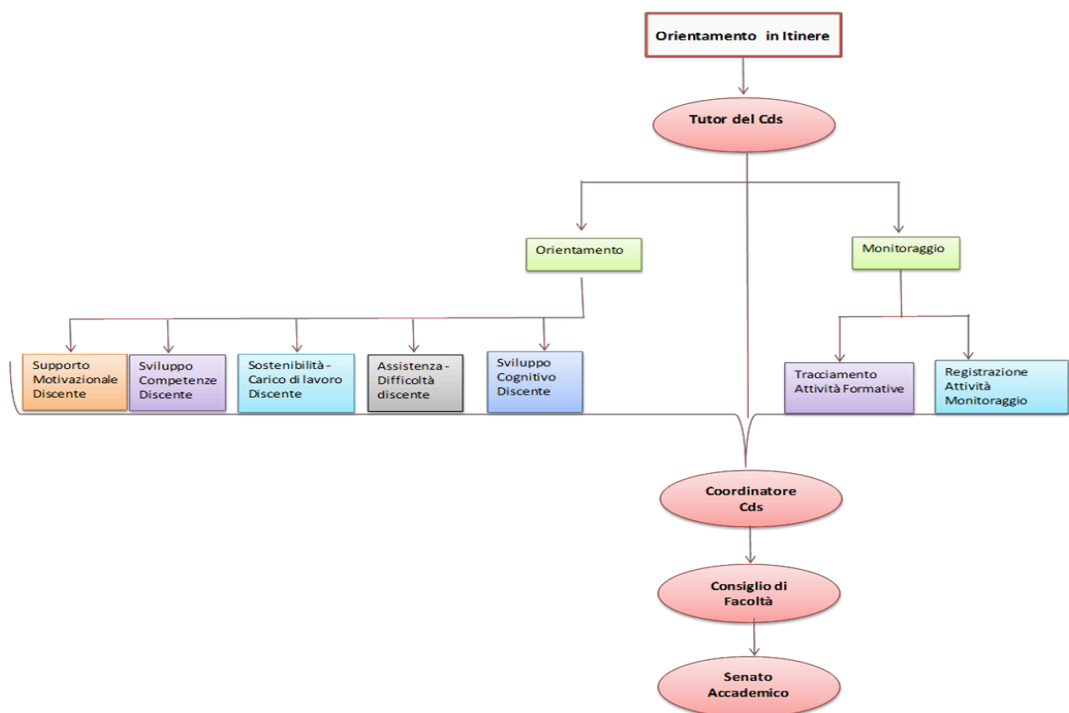 Orientamento in Itinere
Tutor del Cds
Orientamento
Monitoraggio
Supporto
Motivazionale
Discente
Sviluppo
Competenze
Discente
Sostenibilità -
Carico di lavoro
Discente
Assistenza -
Difficoltà
discente
Sviluppo
Cognitivo
Discente
Tracciamento
Attività Formative
Registrazione
Attività
Monitoraggio
Coordinatore
Cds
Consiglio di
Facoltà
Senato
Accademico